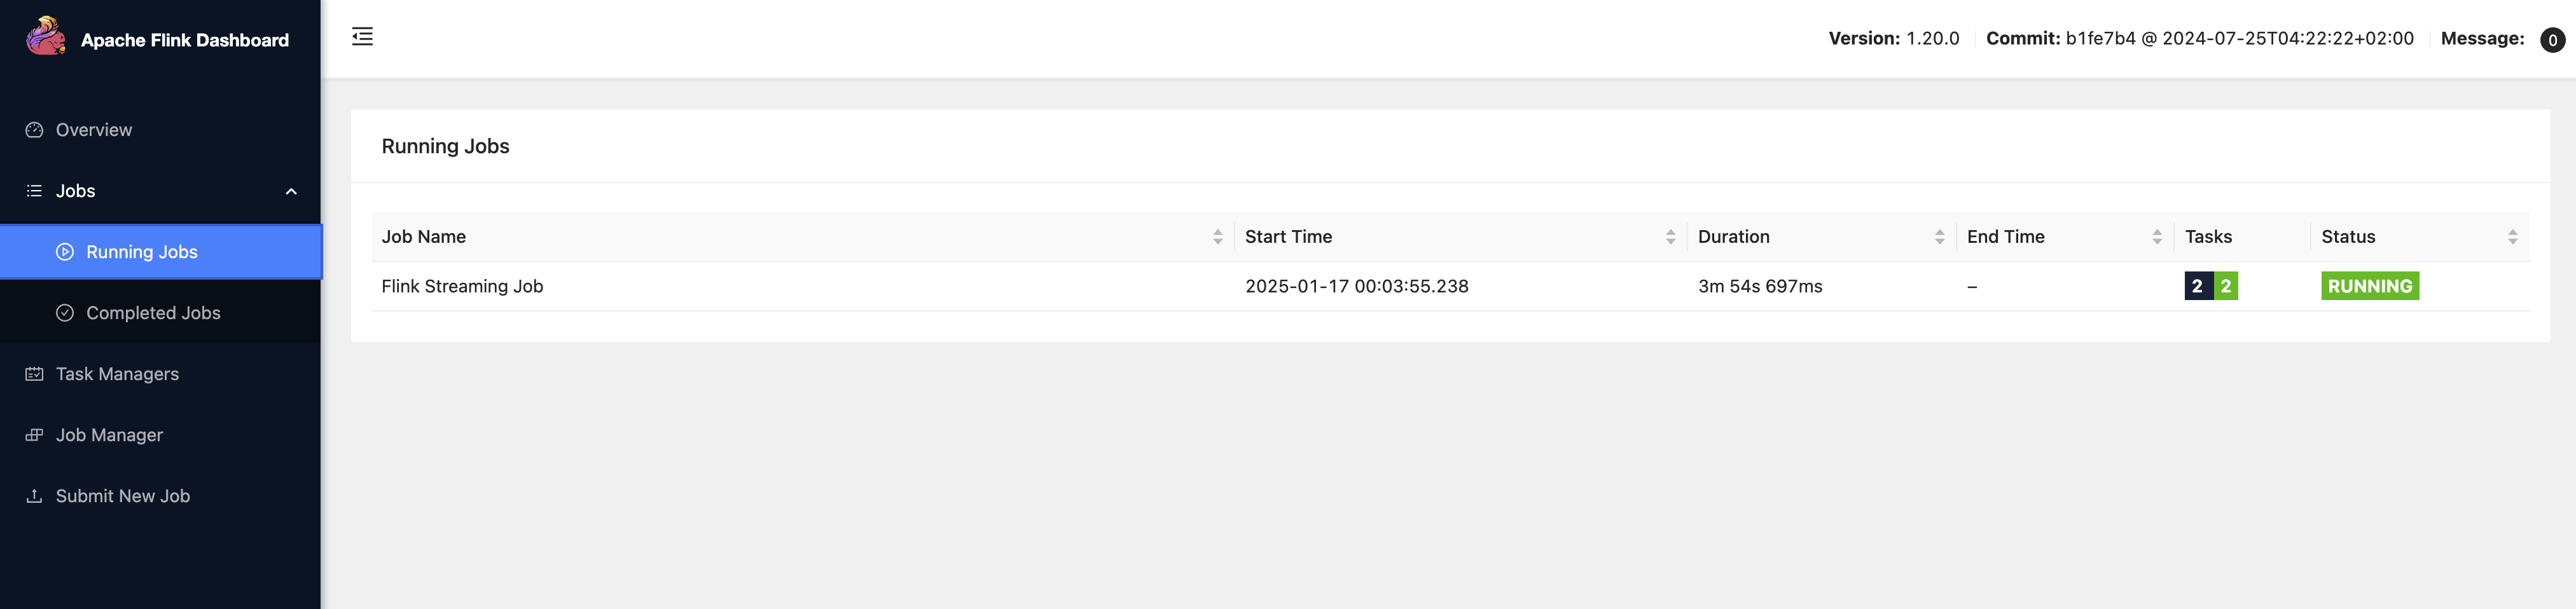 Apache Flink Dashboard
Version: 1.20.0 Commit: b1fe7b4 @ 2024-07-25T04:22:22+02:00 Message: 0
Overview
Jobs
Running Jobs
Completed Jobs
Task Managers
Job Manager
Submit New Job
Running Jobs
Job Name Start Time Duration End Time Tasks Status
Flink Streaming Job 2025-01-17 00:03:55.238 3m 54s 697ms – 2 2 RUNNING